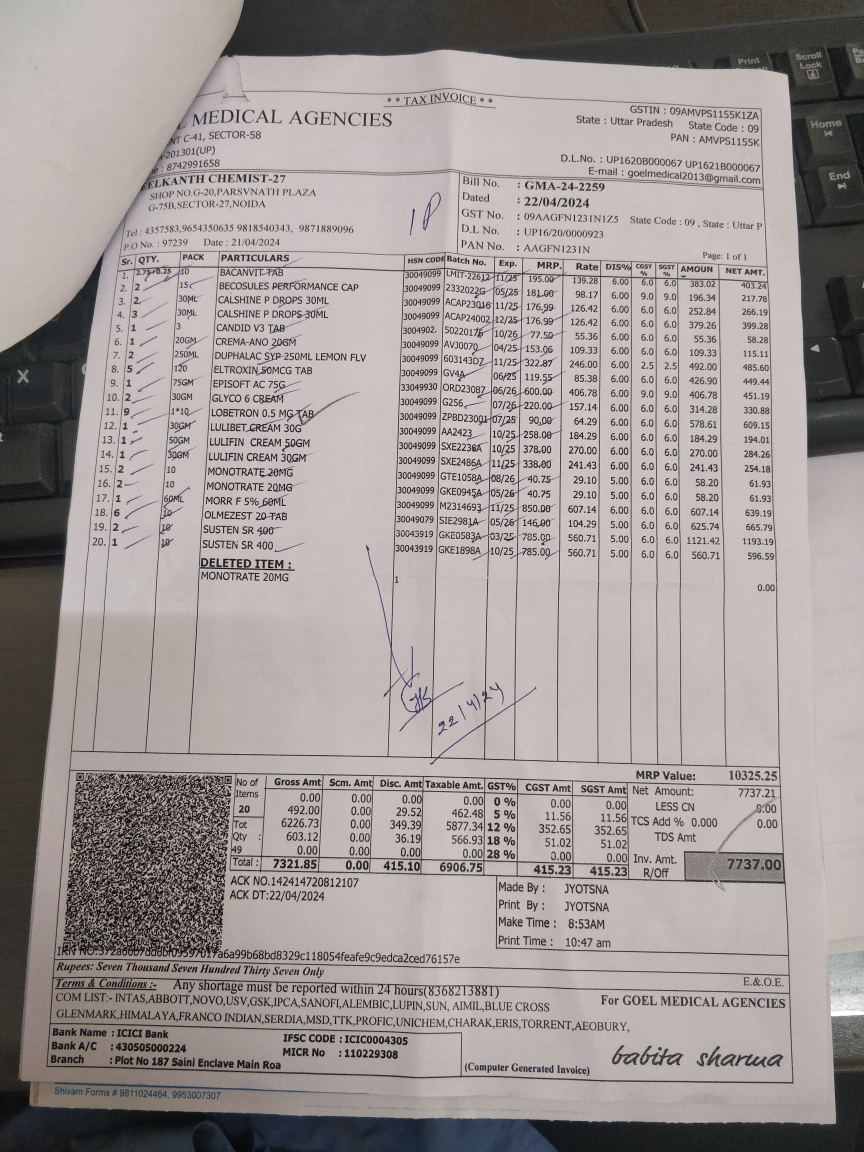 ** TAX INVOICE **
GSTIN : 09AMVPS1155K1ZA
State : Uttar Pradesh State Code : 09
PAN : AMVPS1155K
D.L.No. : UP1620B000067 UP1621B000067
E-mail : goelmedical2013@gmail.com
L MEDICAL AGENCIES
NT C-41, SECTOR-58
-201301(UP)
: 8742991658
EELKANTH CHEMIST-27
SHOP NO.G-20,PARSVNATH PLAZA
G-75B,SECTOR-27,NOIDA
Tel : 4357583,9654350635 9818540343, 9871889096
P.O No. : 97239 Date : 21/04/2024
IP
Bill No. : GMA-24-2259
Dated : 22/04/2024
GST No. : 09AAGFN1231N1Z5 State Code : 09 , State : Uttar P
D.L. No. : UP16/20/0000923
PAN No. : AAGFN1231N
Page: 1 of 1
Sr. QTY. PACK PARTICULARS HSN CODE Batch No. Exp. MRP. Rate DIS% CGST % SGST % AMOUN NET AMT.
1. 2.75+0.25 10 BACANVIT TAB 30049099 LMIT-22612 11/25 195.00 139.28 6.00 6.0 6.0 383.02 403.24
2. 2 15 BECOSULES PERFORMANCE CAP 30049099 2332022G 05/25 181.00 98.17 6.00 9.0 9.0 196.34 217.78
3. 2 30ML CALSHINE P DROPS 30ML 30049099 ACAP23016 11/25 176.99 126.42 6.00 6.0 6.0 252.84 266.19
4. 3 30ML CALSHINE P DROPS 30ML 30049099 ACAP24002 12/25 176.99 126.42 6.00 6.0 6.0 379.26 399.28
5. 1 3 CANDID V3 TAB 3004902. 50220176 10/26 77.50 55.36 6.00 6.0 6.0 55.36 58.28
6. 1 20GM CREMA-ANO 20GM 30049099 AVJ0070 04/25 153.06 109.33 6.00 6.0 6.0 109.33 115.11
7. 2 250ML DUPHALAC SYP 250ML LEMON FLV 30049099 603143D7 11/25 322.87 246.00 6.00 2.5 2.5 492.00 485.60
8. 5 120 ELTROXIN 50MCG TAB 30049099 GV4A 06/25 119.55 85.38 6.00 6.0 6.0 426.90 449.44
9. 1 75GM EPISOFT AC 75G 33049930 ORD23087 06/26 600.00 406.78 6.00 9.0 9.0 406.78 451.19
10. 2 30GM GLYCO 6 CREAM 30049099 G256 07/26 220.00 157.14 6.00 6.0 6.0 314.28 330.88
11. 9 1*10 LOBETRON 0.5 MG TAB 30049099 ZPBD23001 07/25 90.00 64.29 6.00 6.0 6.0 578.61 609.15
12. 1 30GM LULIBET CREAM 30G 30049099 AA2423 10/25 258.00 184.29 6.00 6.0 6.0 184.29 194.01
13. 1 50GM LULIFIN CREAM 50GM 30049099 SXE2236A 10/25 378.00 270.00 6.00 6.0 6.0 270.00 284.26
14. 1 30GM LULIFIN CREAM 30GM 30049099 SXE2486A 11/25 338.00 241.43 6.00 6.0 6.0 241.43 254.18
15. 2 10 MONOTRATE 20MG 30049099 GTE1058A 08/26 40.75 29.10 6.00 6.0 6.0 58.20 61.93
16. 2 10 MONOTRATE 20MG 30049099 GKE0945A 05/26 40.75 29.10 6.00 6.0 6.0 58.20 61.93
17. 1 60ML MORR F 5% 60ML 30049099 M2314693 11/25 850.00 607.14 6.00 6.0 6.0 607.14 639.19
18. 6 10 OLMEZEST 20 TAB 30049079 SIE2981A 05/26 146.00 104.29 5.00 6.0 6.0 625.74 665.79
19. 2 10 SUSTEN SR 400 30043919 GKE0583A 03/25 785.00 560.71 5.00 6.0 6.0 1121.42 1193.19
20. 1 10 SUSTEN SR 400 30043919 GKE1898A 10/25 785.00 560.71 5.00 6.0 6.0 560.71 596.59
DELETED ITEM :
MONOTRATE 20MG 1 0.00
22/4/24
MRP Value: 10325.25
No of Items 20 Tot Qty : 49
Gross Amt Scm. Amt Disc. Amt Taxable Amt. GST% CGST Amt SGST Amt
0.00 0.00 0.00 0.00 0 % 0.00 0.00
492.00 0.00 29.52 462.48 5 % 11.56 11.56
6226.73 0.00 349.39 5877.34 12 % 352.65 352.65
603.12 0.00 36.19 566.93 18 % 51.02 51.02
0.00 0.00 0.00 0.00 28 % 0.00 0.00
Total : 7321.85 0.00 415.10 6906.75 415.23 415.23
Net Amount: 7737.21
LESS CN 0.00
TCS Add % 0.000 0.00
TDS Amt
Inv. Amt. 7737.00
R/Off
ACK NO.142414720812107
ACK DT:22/04/2024
Made By : JYOTSNA
Print By : JYOTSNA
Make Time : 8:53AM
Print Time : 10:47 am
Rupees: Seven Thousand Seven Hundred Thirty Seven Only
E.&O.E.
Terms & Conditions :- Any shortage must be reported within 24 hours(8368213881)
COM LIST:- INTAS,ABBOTT,NOVO,USV,GSK,IPCA,SANOFI,ALEMBIC,LUPIN,SUN, AIMIL,BLUE CROSS
GLENMARK,HIMALAYA,FRANCO INDIAN,SERDIA,MSD,TTK,PROFIC,UNICHEM,CHARAK,ERIS,TORRENT,AEOBURY,
For GOEL MEDICAL AGENCIES
Bank Name : ICICI Bank IFSC CODE : ICIC0004305
Bank A/C : 430505000224 MICR No : 110229308
Branch : Plot No 187 Saini Enclave Main Roa
(Computer Generated Invoice)
babita sharma
Shivam Forms # 9811024464, 9953007307
Print
Scroll Lock
Home
End
X